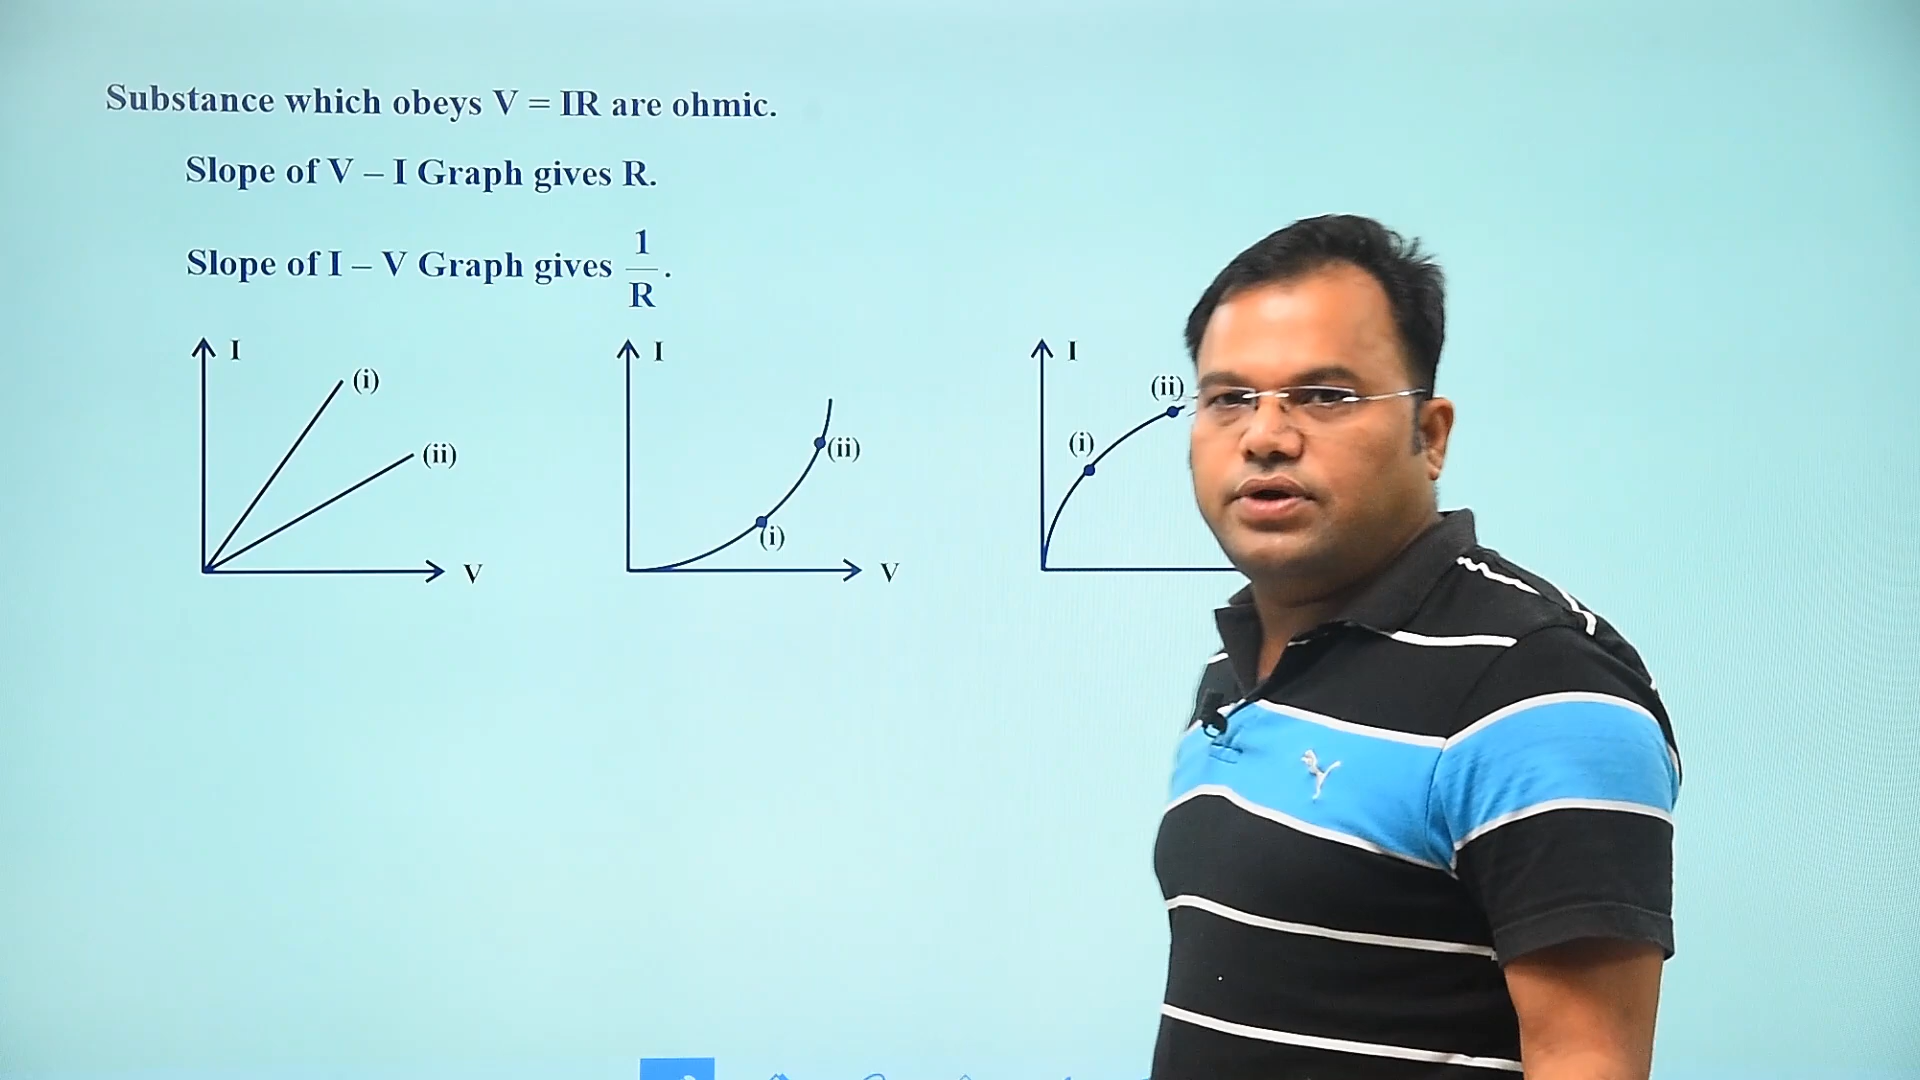 Substance which obeys V = IR are ohmic.
Slope of V – I Graph gives R.
Slope of I – V Graph gives 1/R.
I
(i)
(ii)
V
I
(ii)
(i)
V
I
(ii)
(i)